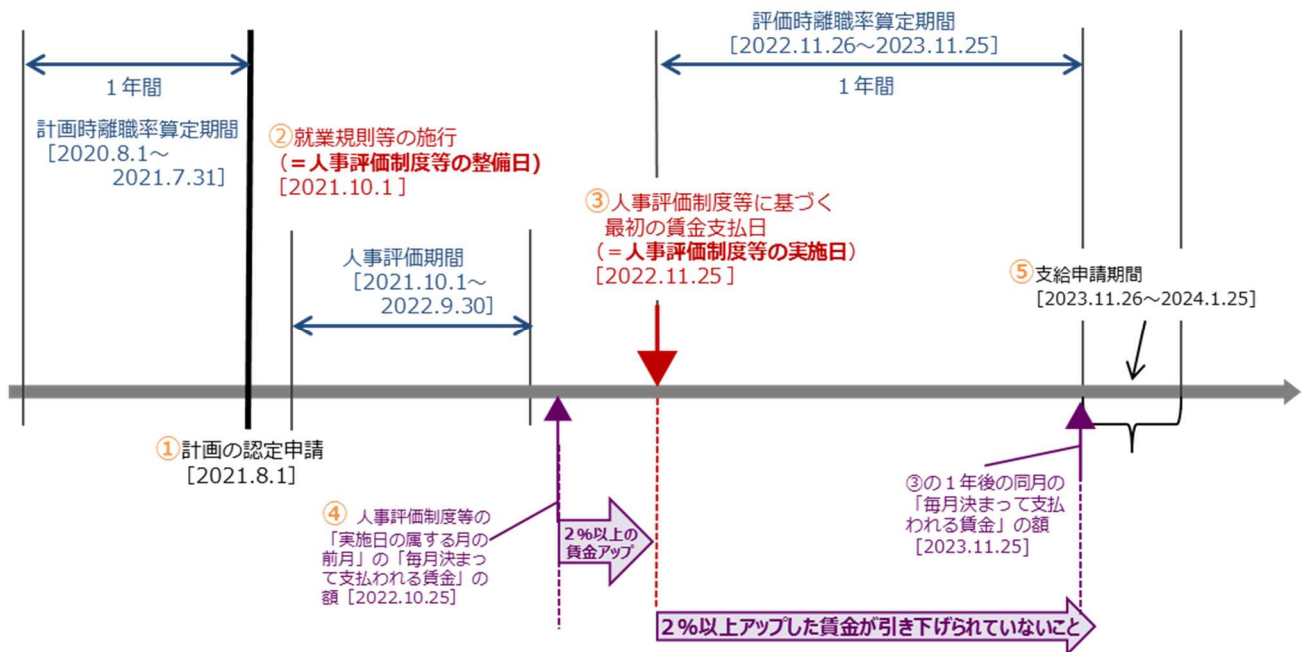 1年間
計画時離職率算定期間
[2020.8.1～
2021.7.31]
②就業規則等の施行
(＝人事評価制度等の整備日)
[2021.10.1]
人事評価期間
[2021.10.1～
2022.9.30]
評価時離職率算定期間
[2022.11.26～2023.11.25]
1年間
③人事評価制度等に基づく
最初の賃金支払日
(＝人事評価制度等の実施日)
[2022.11.25]
⑤支給申請期間
[2023.11.26～2024.1.25]
①計画の認定申請
[2021.8.1]
④ 人事評価制度等の
「実施日の属する月の
前月」の「毎月決まっ
て支払われる賃金」の
額[2022.10.25]
2％以上の
賃金アップ
③の1年後の同月の
「毎月決まって支払
われる賃金」の額
[2023.11.25]
2％以上アップした賃金が引き下げられていないこと